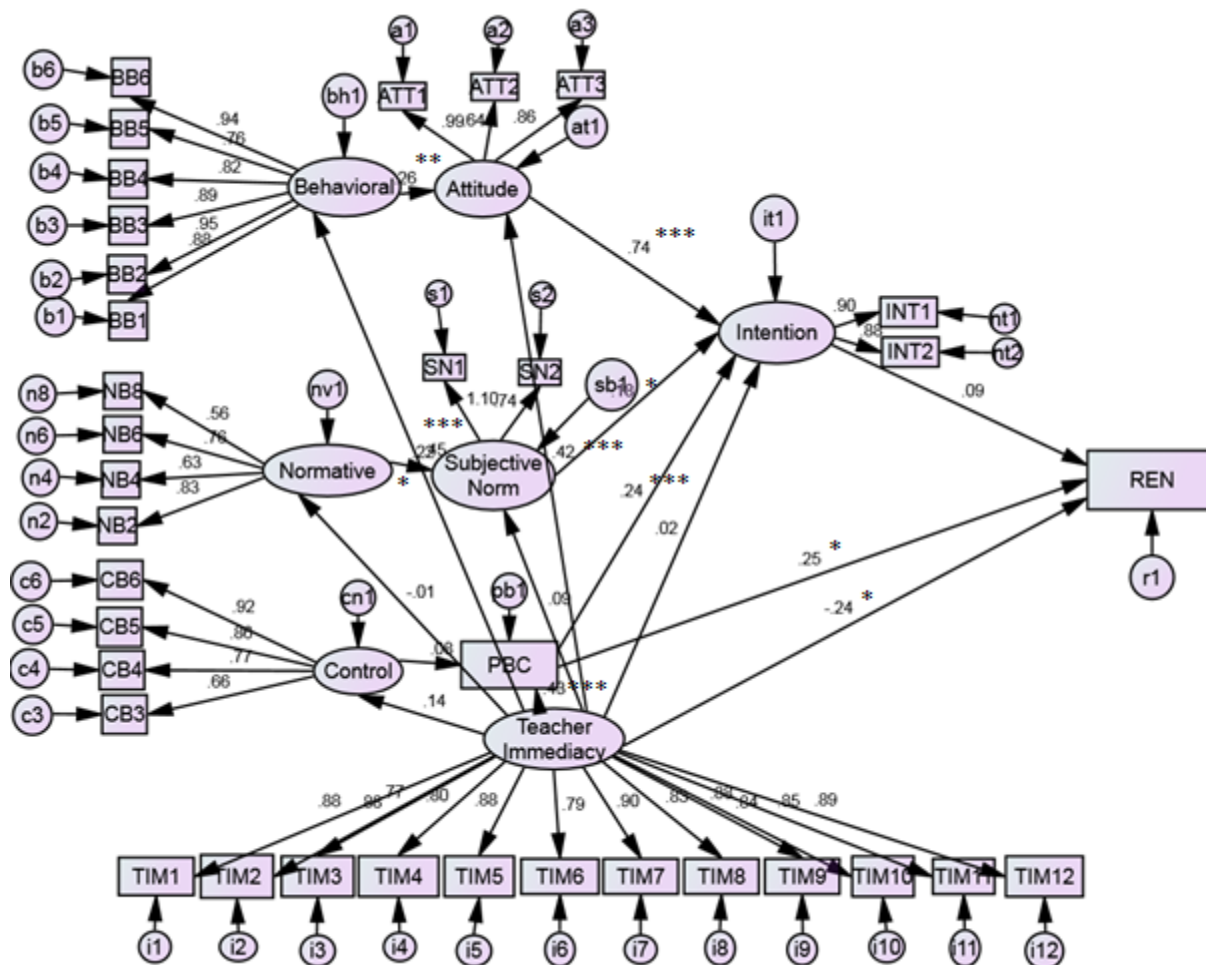 a1
a2
a3
b6
BB6
bh1
ATT1
ATT2
ATT3
b5
BB5
.94
.99
.64
.86
at1
.76
b4
BB4
.82
Behavioral
.26
**
Attitude
b3
BB3
.89
it1
.95
b2
BB2
.88
.74
***
b1
BB1
s1
s2
Intention
.90
INT1
nt1
.88
INT2
nt2
SN1
SN2
sb1
n8
NB8
nv1
1.10
.74
*
.09
n6
NB6
.56
***
.76
.45
.42
***
n4
NB4
.63
Normative
.22
*
Subjective
Norm
.24
***
REN
n2
NB2
.83
.02
.25
*
c6
CB6
cn1
-.01
pb1
.09
-.24
*
r1
c5
CB5
.92
.86
.08
c4
CB4
.77
Control
PBC
.43
***
c3
CB3
.66
.14
Teacher
Immediacy
.88
.77
.80
.88
.79
.90
.83
.84
.85
.89
TIM1
TIM2
TIM3
TIM4
TIM5
TIM6
TIM7
TIM8
TIM9
TIM10
TIM11
TIM12
i1
i2
i3
i4
i5
i6
i7
i8
i9
i10
i11
i12